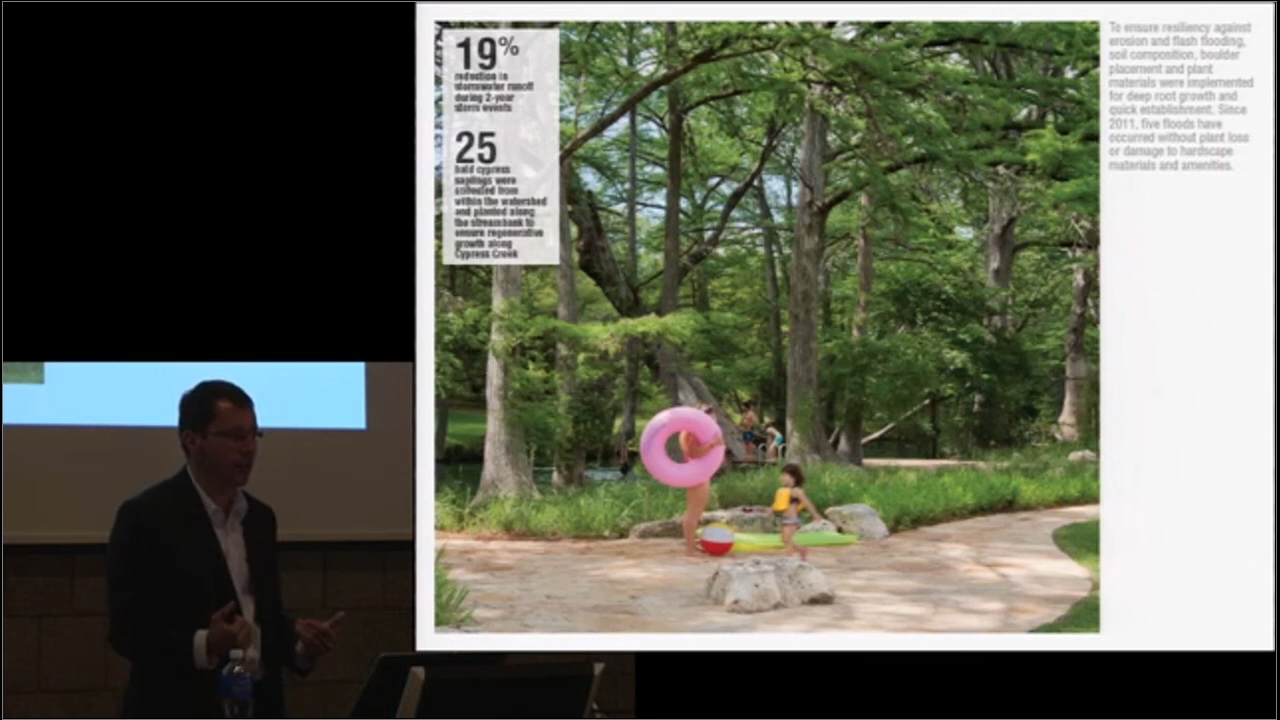 19%
reduction in
stormwater runoff
during 2-year
storm events
25
bald cypress
saplings were
collected from
within the watershed
and planted along
the streambank to
ensure regenerative
growth along
Cypress Creek
To ensure resiliency against
erosion and flash flooding,
soil composition, boulder
placement and plant
materials were implemented
for deep root growth and
quick establishment. Since
2011, five floods have
occurred without plant loss
or damage to hardscape
materials and amenities.